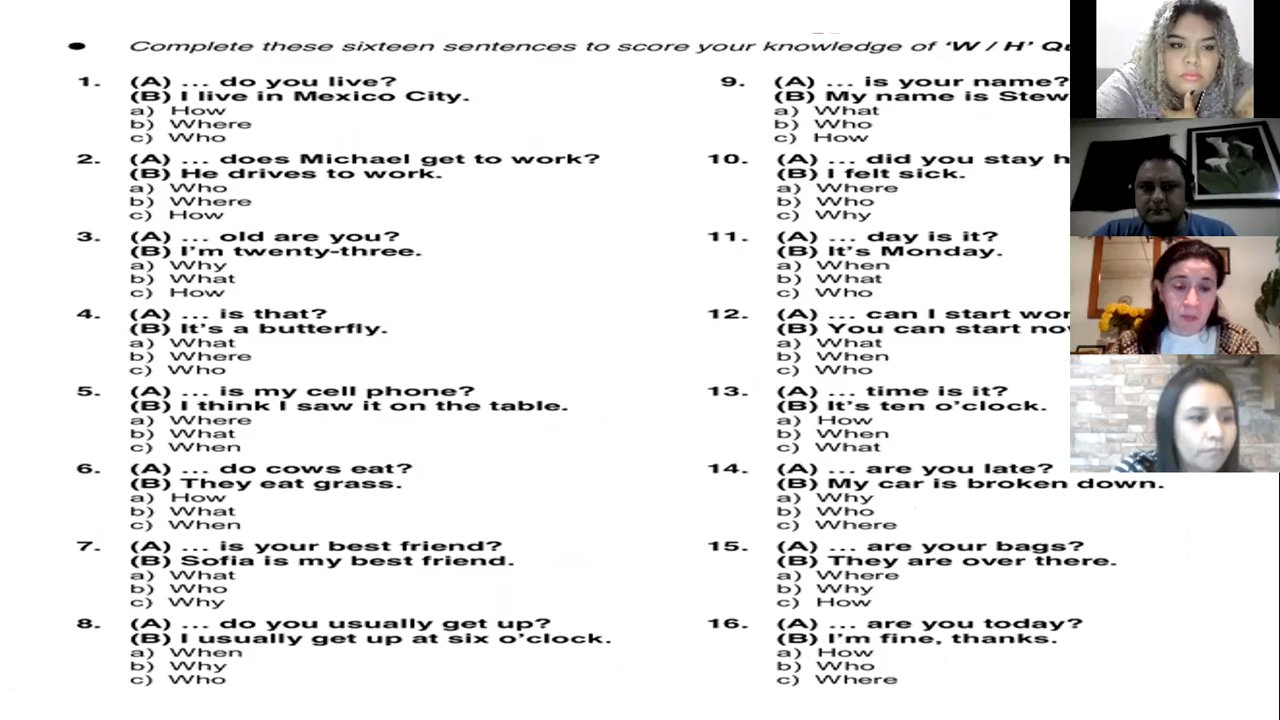 • Complete these sixteen sentences to score your knowledge of 'W / H'
1. (A) ... do you live?
(B) I live in Mexico City.
a) How
b) Where
c) Who
2. (A) ... does Michael get to work?
(B) He drives to work.
a) Who
b) Where
c) How
3. (A) ... old are you?
(B) I'm twenty-three.
a) Why
b) What
c) How
4. (A) ... is that?
(B) It's a butterfly.
a) What
b) Where
c) Who
5. (A) ... is my cell phone?
(B) I think I saw it on the table.
a) Where
b) What
c) When
6. (A) ... do cows eat?
(B) They eat grass.
a) How
b) What
c) When
7. (A) ... is your best friend?
(B) Sofia is my best friend.
a) What
b) Who
c) Why
8. (A) ... do you usually get up?
(B) I usually get up at six o'clock.
a) When
b) Why
c) Who
9. (A) ... is your name?
(B) My name is Stew
a) What
b) Who
c) How
10. (A) ... did you stay h
(B) I felt sick.
a) Where
b) Who
c) Why
11. (A) ... day is it?
(B) It's Monday.
a) When
b) What
c) Who
12. (A) ... can I start wor
(B) You can start no
a) What
b) When
c) Who
13. (A) ... time is it?
(B) It's ten o'clock.
a) How
b) When
c) What
14. (A) ... are you late?
(B) My car is broken down.
a) Why
b) Who
c) Where
15. (A) ... are your bags?
(B) They are over there.
a) Where
b) Why
c) How
16. (A) ... are you today?
(B) I'm fine, thanks.
a) How
b) Who
c) Where